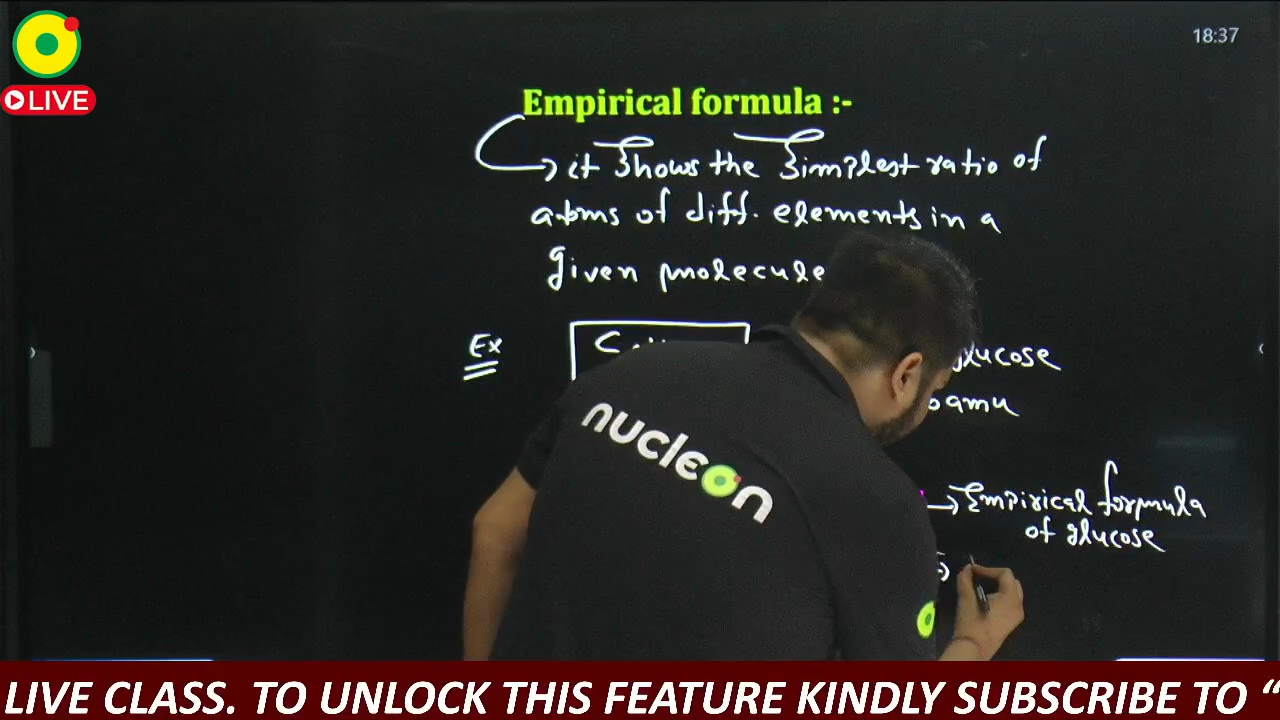 18:37
LIVE
Empirical formula :-
it shows the simplest ratio of
atoms of diff. elements in a
given molecule
Ex
glucose
amu
Empirical formula
of glucose
nucleon
LIVE CLASS. TO UNLOCK THIS FEATURE KINDLY SUBSCRIBE TO “